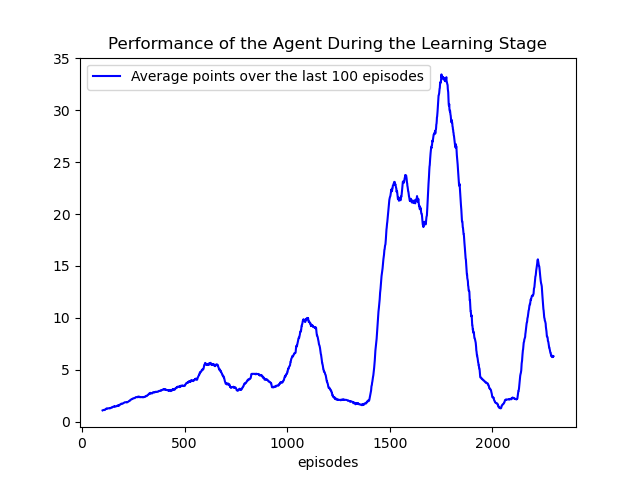 Performance of the Agent During the Learning Stage
Average points over the last 100 episodes
35
30
25
20
15
10
5
0
0 500 1000 1500 2000
episodes